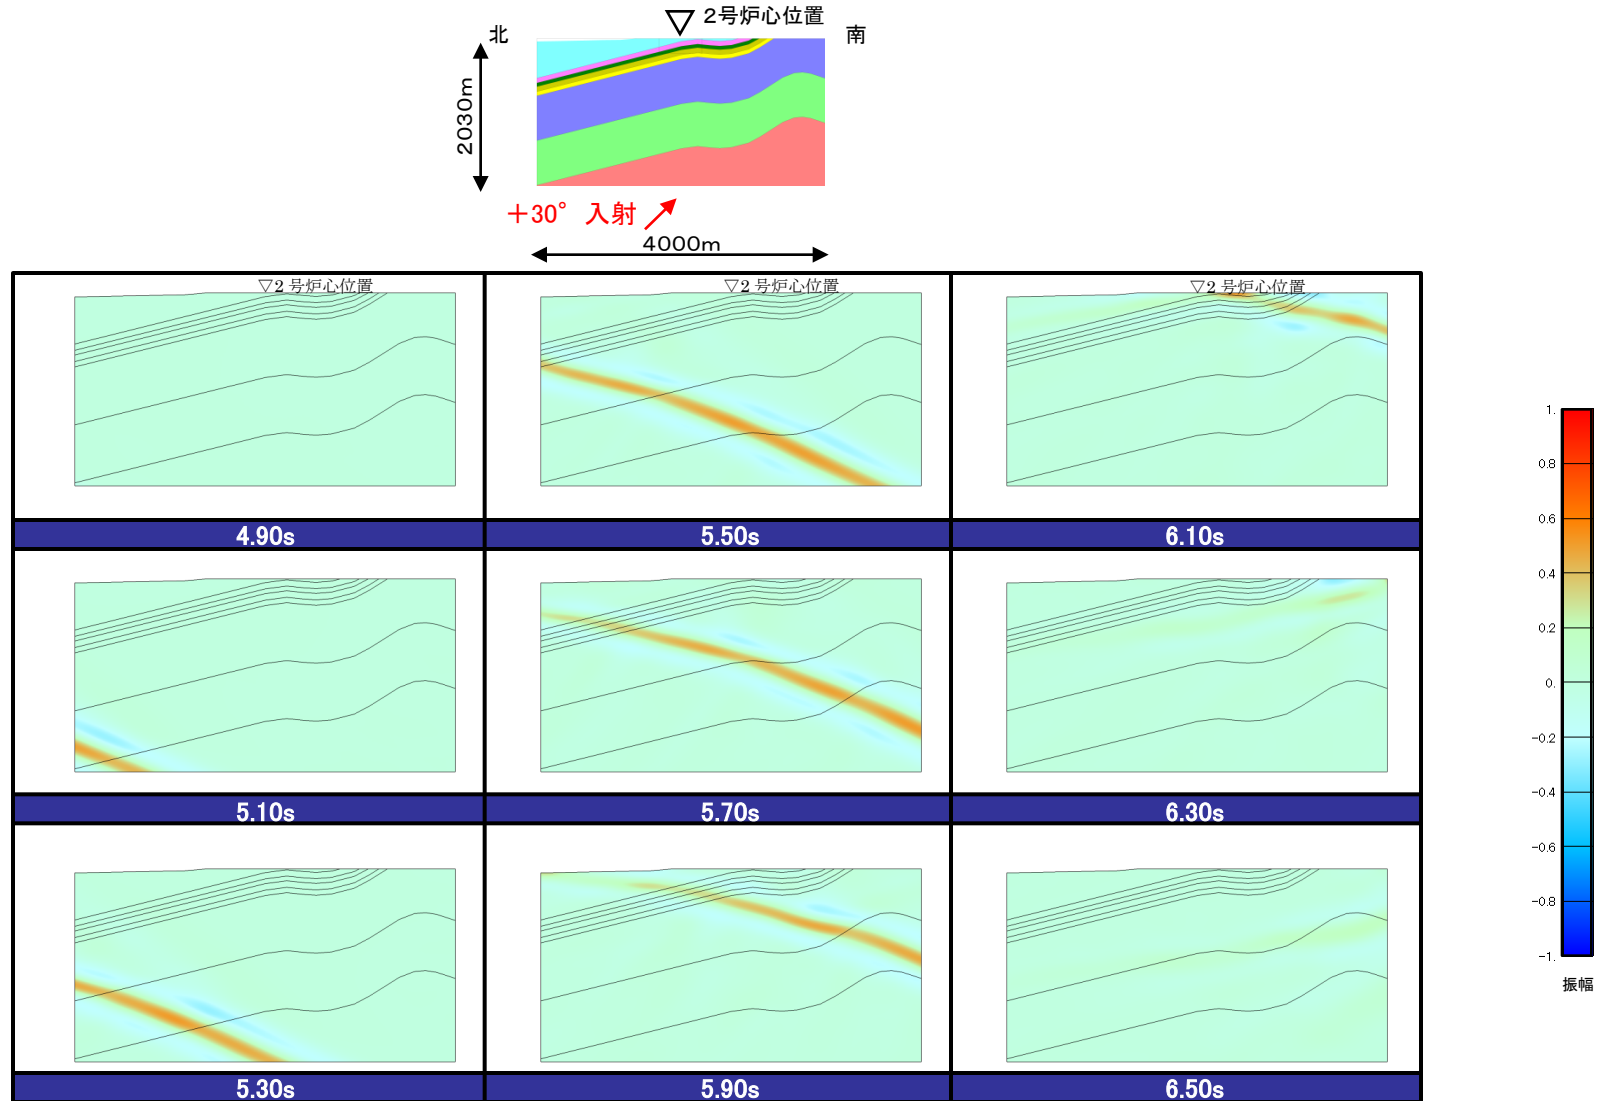 2号炉心位置
北
南
2030m
＋30°入射
4000m
▽2号炉心位置
▽2号炉心位置
▽2号炉心位置
4.90s
5.50s
6.10s
5.10s
5.70s
6.30s
5.30s
5.90s
6.50s
1.
0.8
0.6
0.4
0.2
0.
-0.2
-0.4
-0.6
-0.8
-1.
振幅